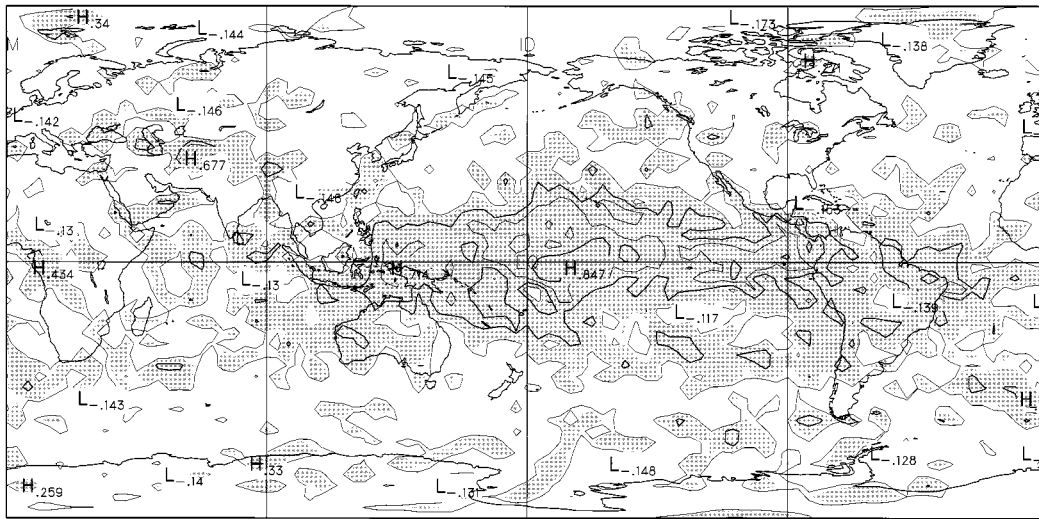 H.34
L-.144
L-.173
L-.138
M
ID
H
L-.145
L-.146
L-.142
L
H.677
L-.146
L-.13
H.434
L-.13
H.847
L-.117
L-.139
L
L-.143
H
H.33
L-.148
L-.128
L
H.259
L-.14
L-.131